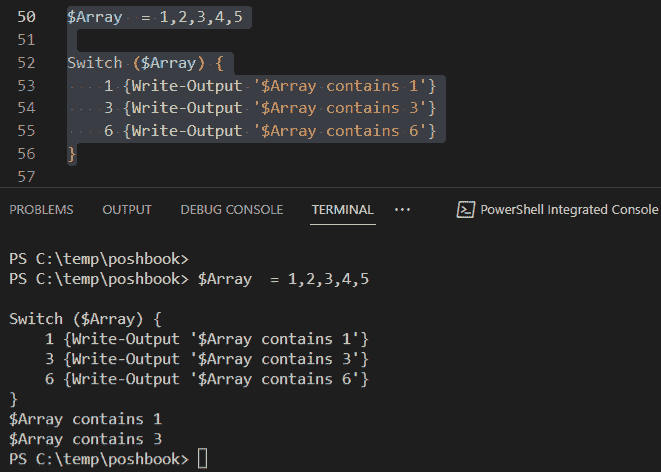 50 $Array  = 1,2,3,4,5
51
52 Switch ($Array) {
53     1 {Write-Output '$Array contains 1'}
54     3 {Write-Output '$Array contains 3'}
55     6 {Write-Output '$Array contains 6'}
56 }
57
PROBLEMS OUTPUT DEBUG CONSOLE TERMINAL ··· PowerShell Integrated Console
PS C:\temp\poshbook>
PS C:\temp\poshbook> $Array  = 1,2,3,4,5
Switch ($Array) {
    1 {Write-Output '$Array contains 1'}
    3 {Write-Output '$Array contains 3'}
    6 {Write-Output '$Array contains 6'}
}
$Array contains 1
$Array contains 3
PS C:\temp\poshbook>